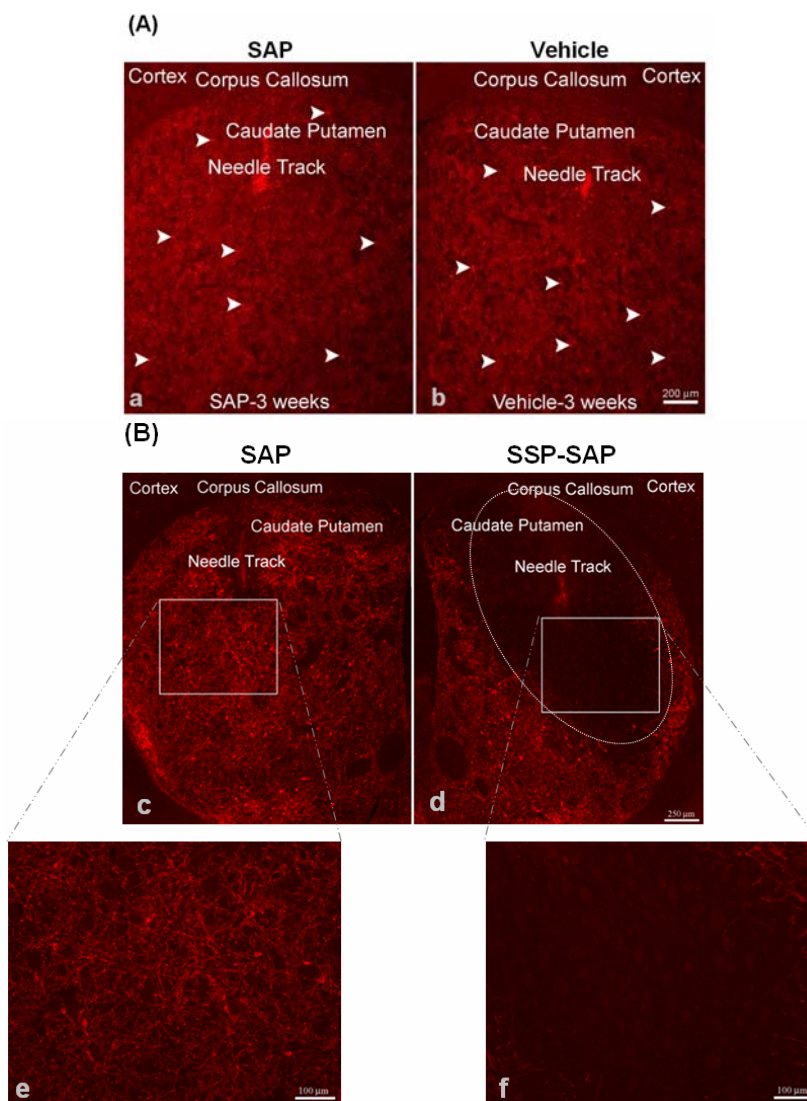 (A)
SAP Vehicle
Cortex Corpus Callosum Corpus Callosum Cortex
Caudate Putamen Caudate Putamen
Needle Track Needle Track
a SAP-3 weeks b Vehicle-3 weeks 200 µm
(B)
SAP SSP-SAP
Cortex Corpus Callosum Corpus Callosum Cortex
Caudate Putamen Caudate Putamen
Needle Track Needle Track
c d 250 µm
e 100 µm f 100 µm